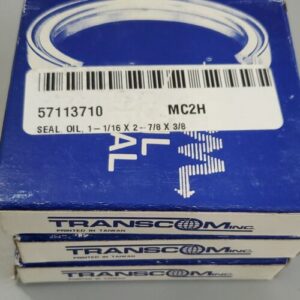 57113710 MC2H
SEAL OIL, 1-1/16 X 2-7/8 X 3/8
TRANSCOM INC.
PRINTED IN TAIWAN
TRANSCOM INC.
TRANSCOM INC.